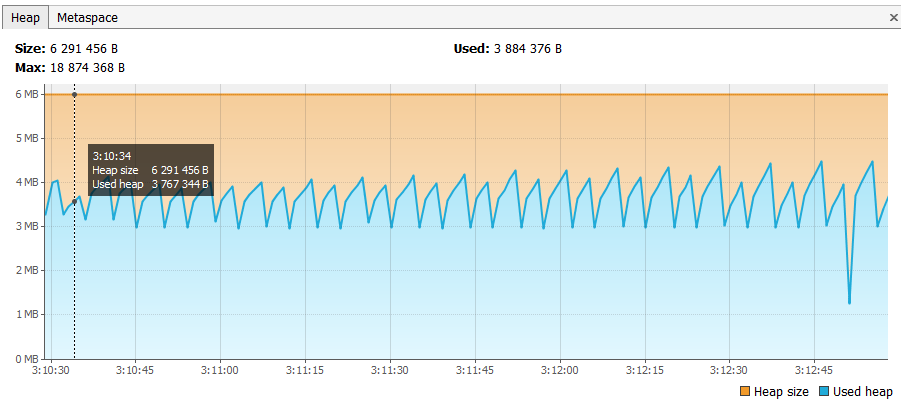 Heap Metaspace ×
Size: 6 291 456 B Used: 3 884 376 B
Max: 18 874 368 B
6 MB
5 MB
4 MB
3 MB
2 MB
1 MB
0 MB
3:10:34
Heap size 6 291 456 B
Used heap 3 767 344 B
3:10:30 3:10:45 3:11:00 3:11:15 3:11:30 3:11:45 3:12:00 3:12:15 3:12:30 3:12:45
Heap size Used heap